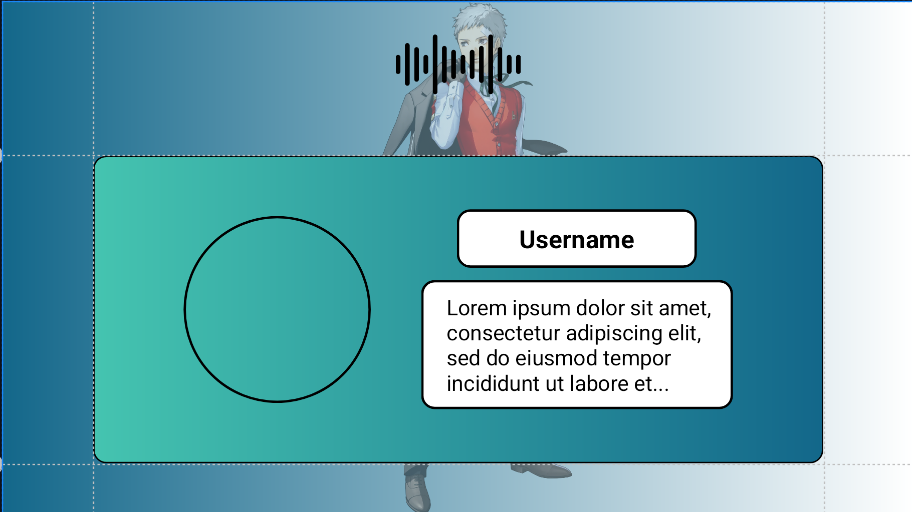 Username
Lorem ipsum dolor sit amet,
consectetur adipiscing elit,
sed do eiusmod tempor
incididunt ut labore et...